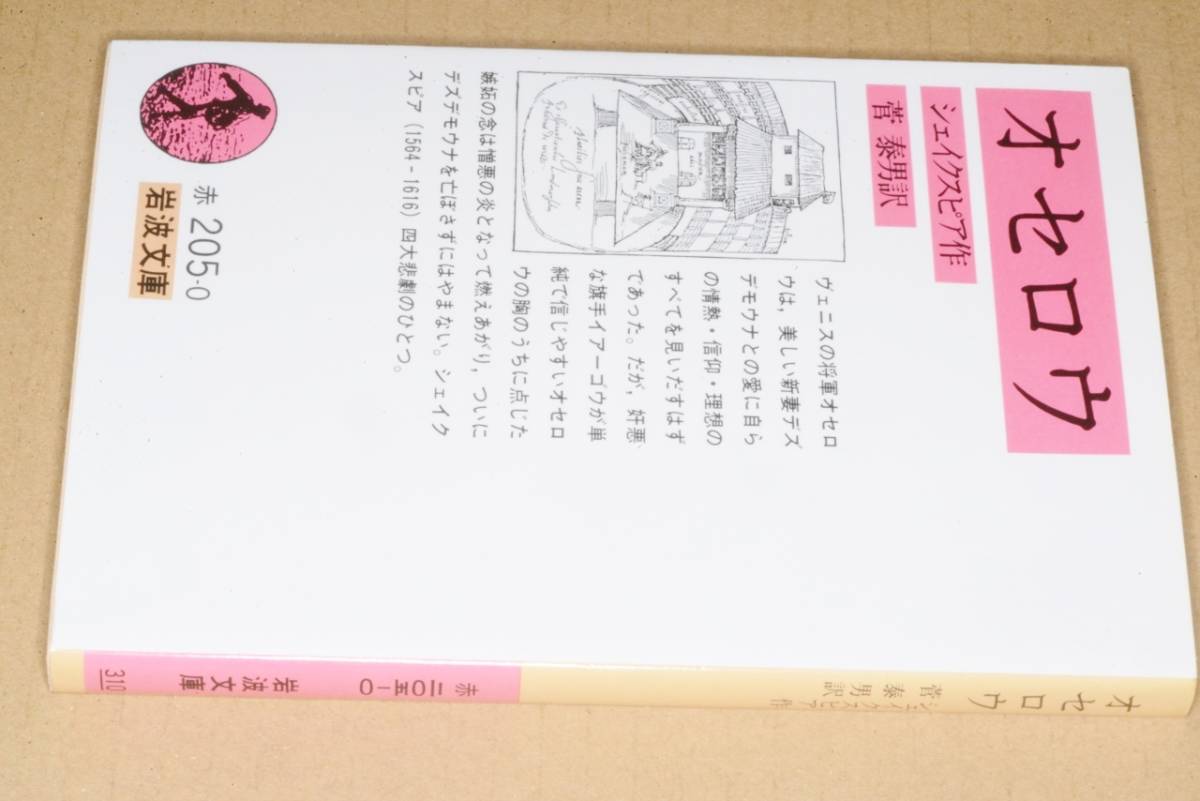 オセロウ
シェイクスピア作
菅 泰男訳
ヴェニスの将軍オセロ
ウは，美しい新妻デズ
デモウナとの愛に自ら
の情熱・信仰・理想の
すべてを見いだすはず
であった。だが，奸悪
な旗手イアーゴウが単
純で信じやすいオセロ
ウの胸のうちに点じた
嫉妬の念は憎悪の炎となって燃えあがり，ついに
デズデモウナを亡ぼさずにはやまない。シェイク
スピア（1564－1616）四大悲劇のひとつ。
赤 205-0
岩波文庫
オセロウ
シェイクスピア作
菅 泰男訳
赤二〇五-〇
岩波文庫
310